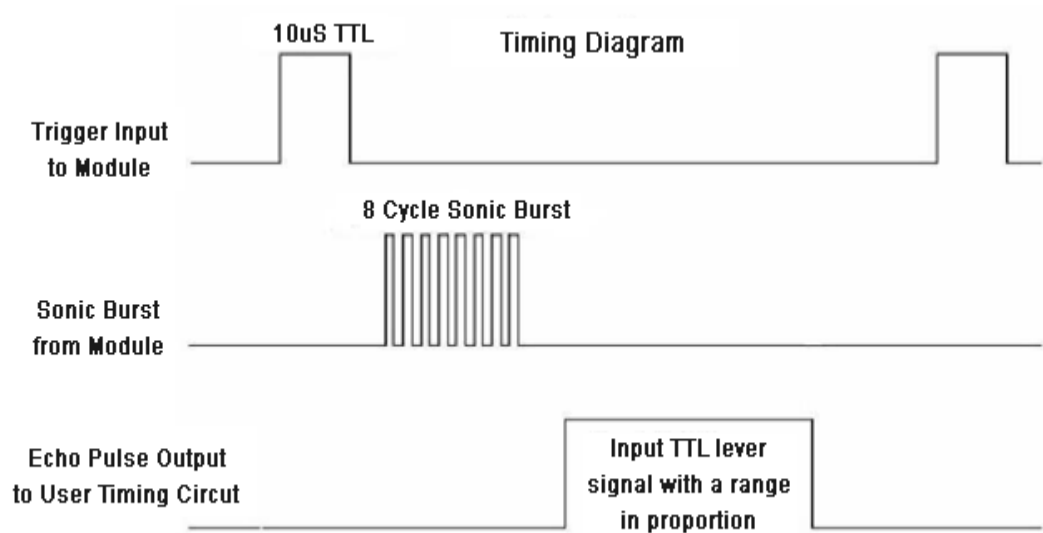 10uS TTL
Timing Diagram
Trigger Input
to Module
8 Cycle Sonic Burst
Sonic Burst
from Module
Echo Pulse Output
to User Timing Circut
Input TTL lever
signal with a range
in proportion